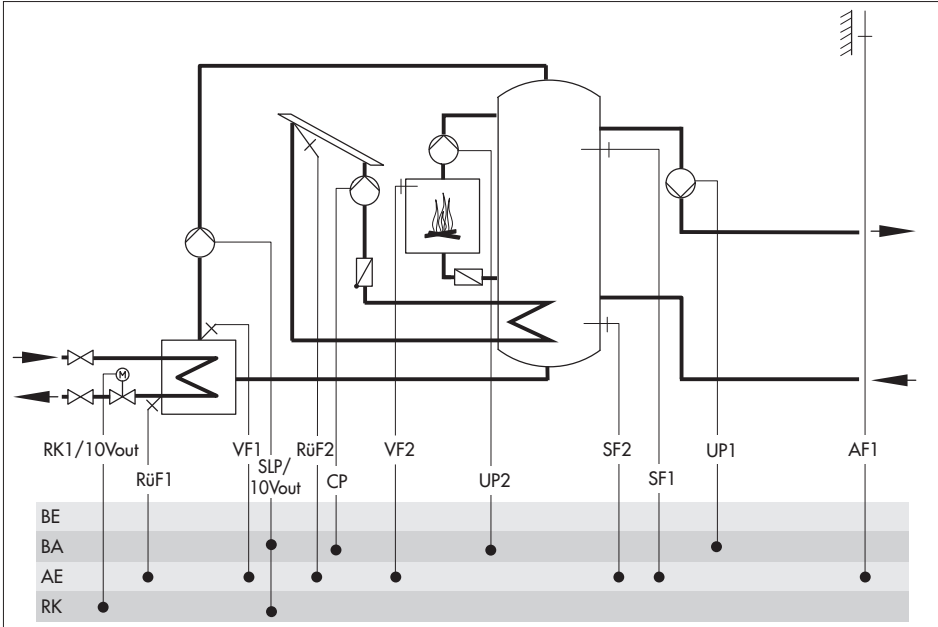 M
RK1/10Vout
VF1
RüF2
VF2
SF2
UP1
AF1
RüF1
SLP/
10Vout
CP
UP2
SF1
BE
BA
AE
RK